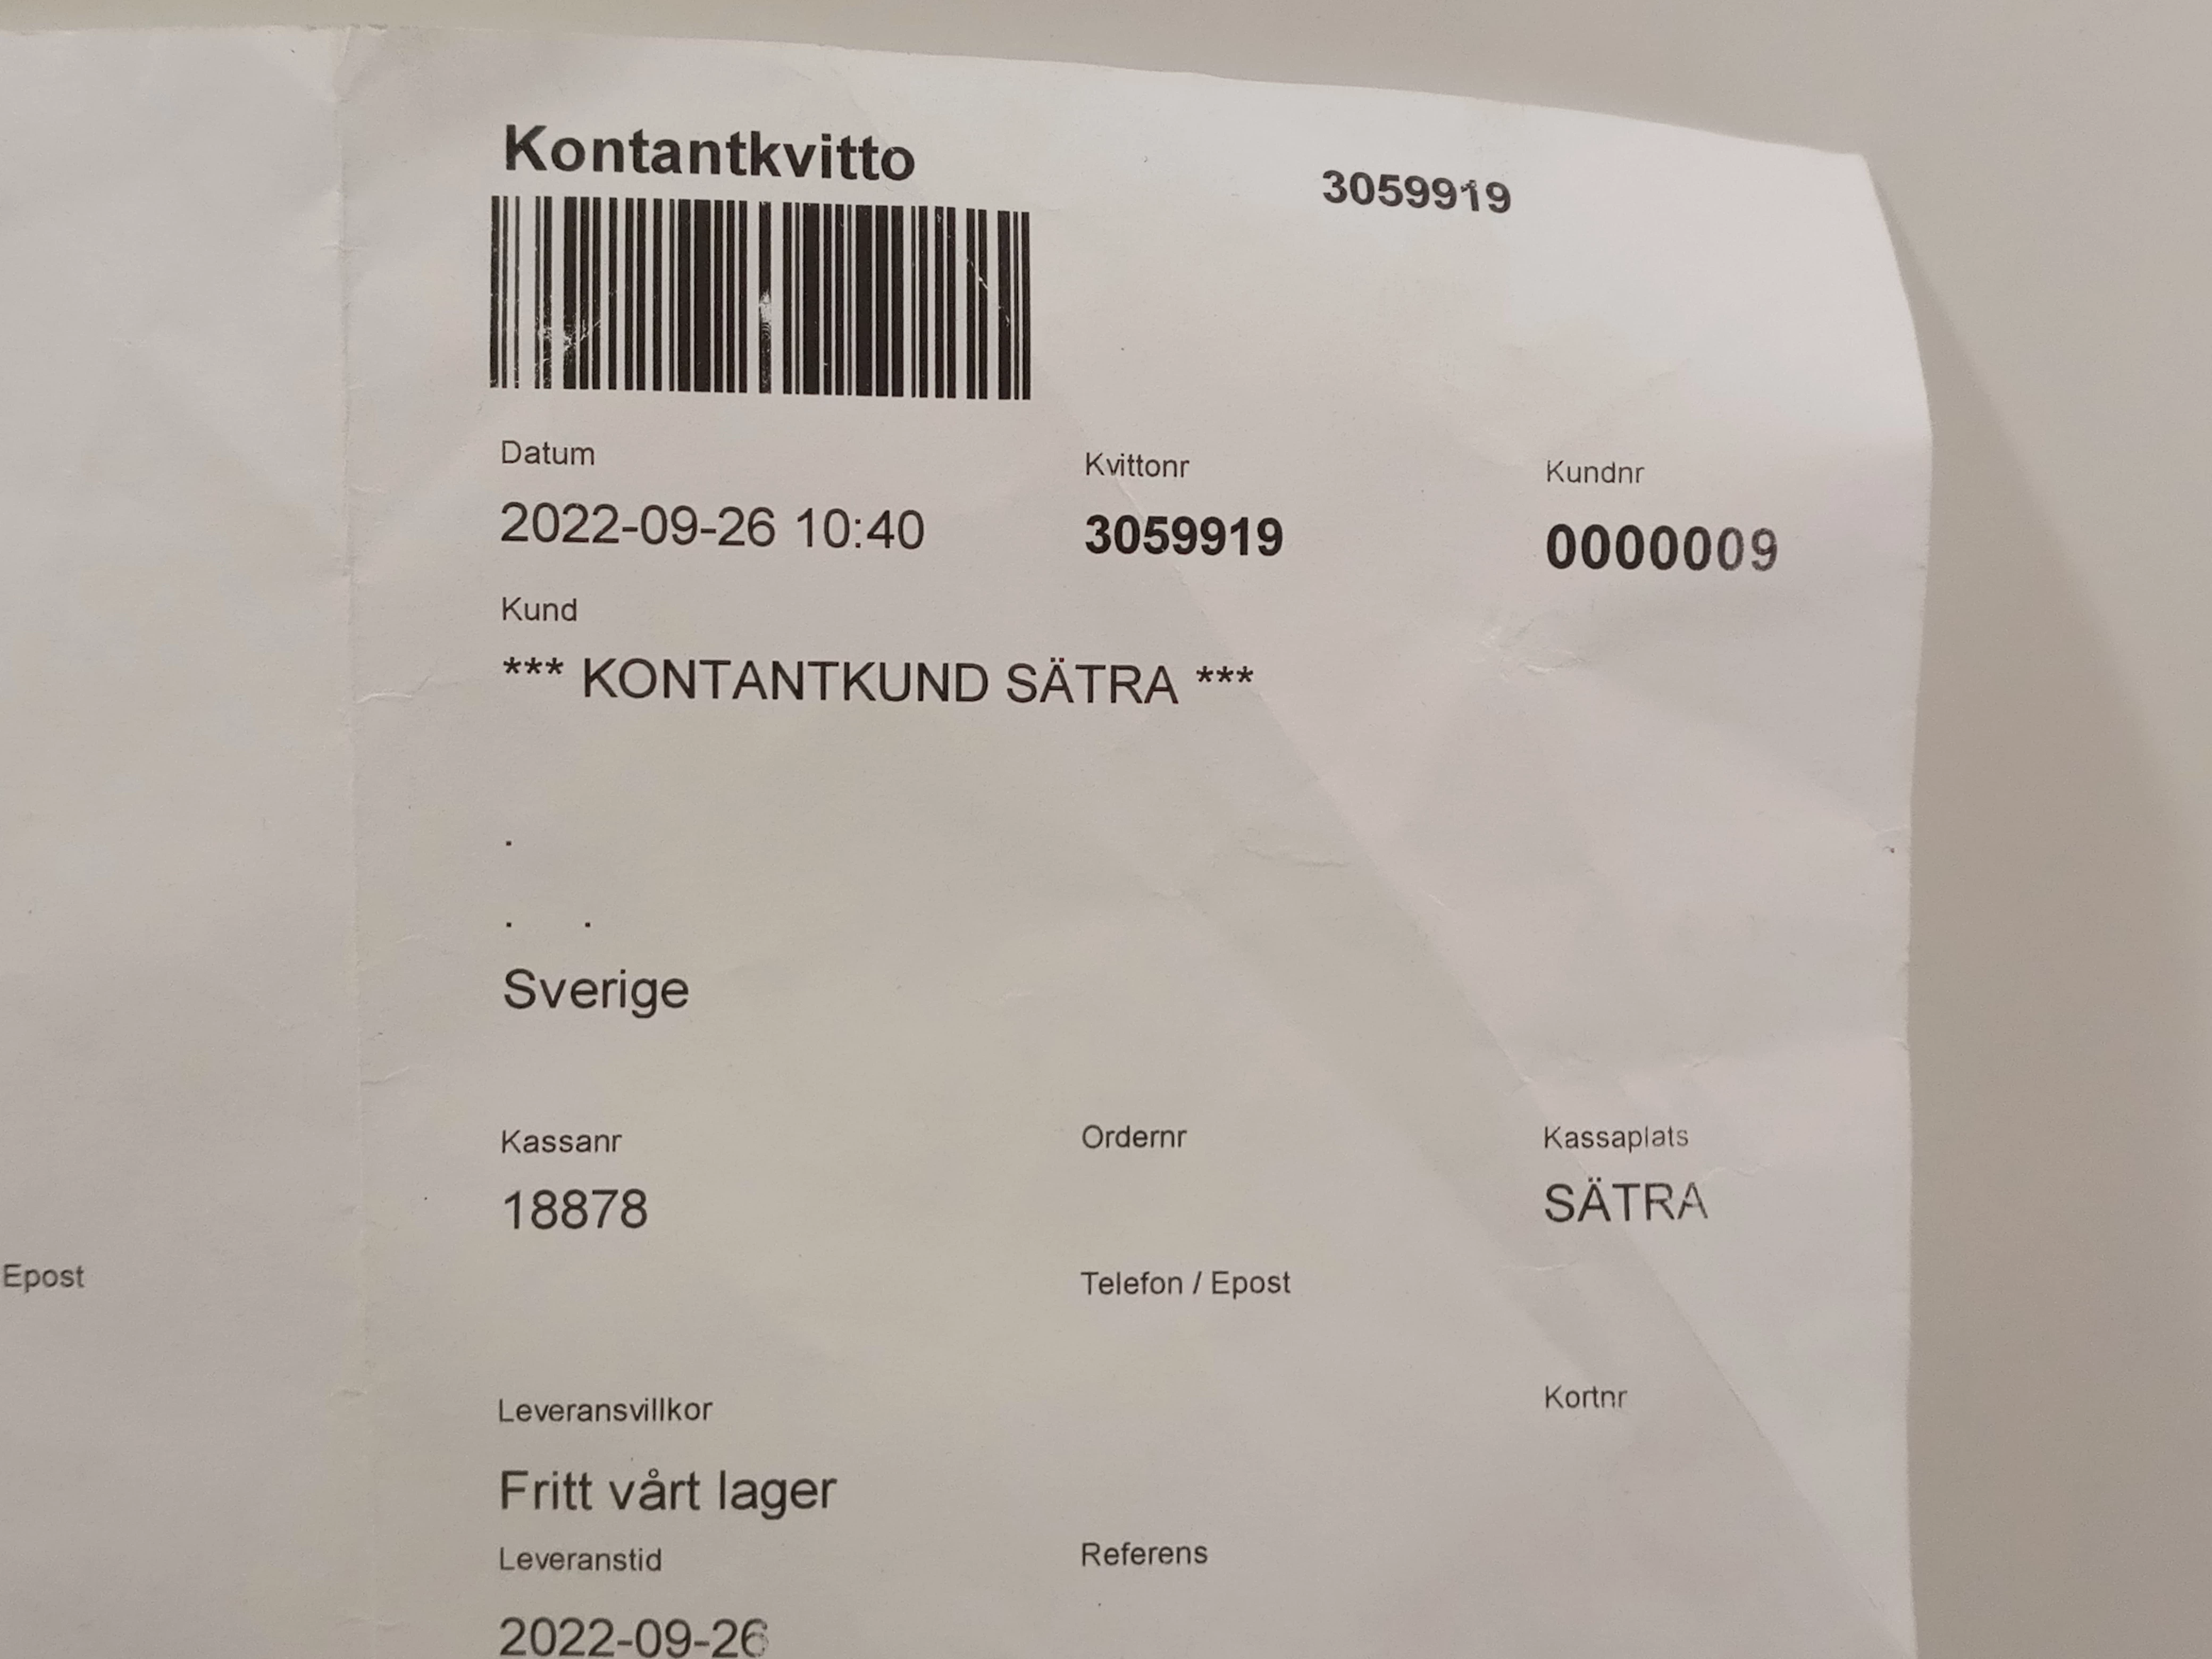 Kontantkvitto 3059919
Datum Kvittonr Kundnr
2022-09-26 10:40 3059919 0000009
Kund
*** KONTANTKUND SÄTRA ***
.
. .
Sverige
Kassanr Ordernr Kassaplats
18878 SÄTRA
Epost Telefon / Epost
Leveransvillkor Kortnr
Fritt vårt lager
Leveranstid Referens
2022-09-26